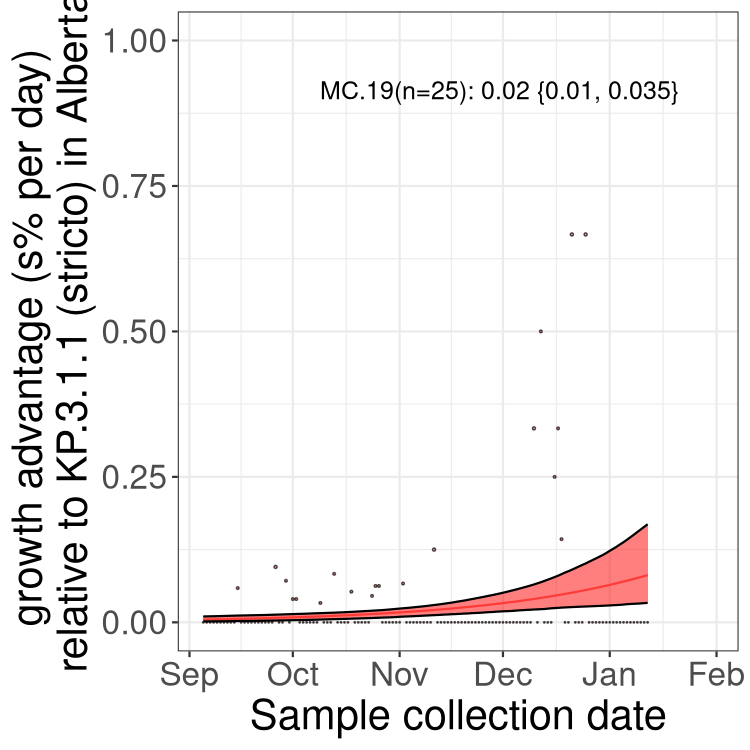 growth advantage (s% per day)
relative to KP.3.1.1 (stricto) in Alberta
1.00
0.75
0.50
0.25
0.00
MC.19(n=25): 0.02 {0.01, 0.035}
Sep Oct Nov Dec Jan Feb
Sample collection date